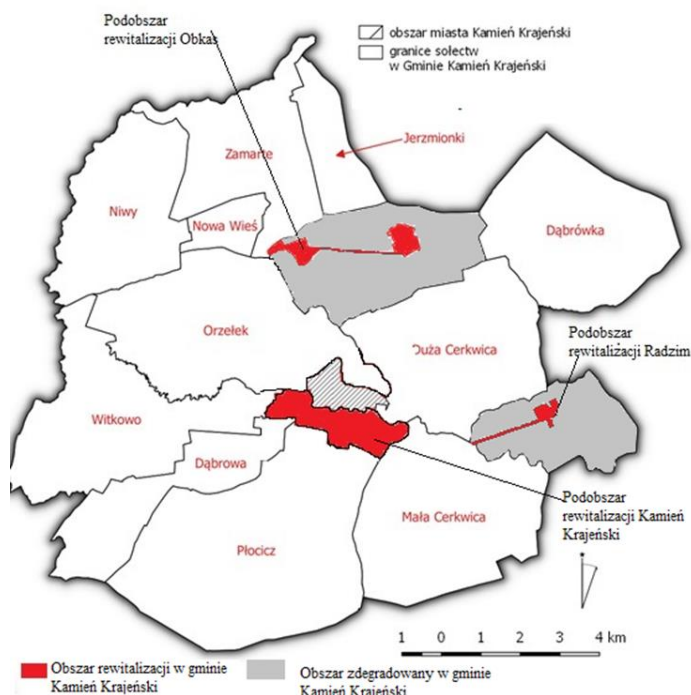 Podobszar
rewitalizacji Obkas
obszar miasta Kamień Krajeński
granice sołectw
w Gminie Kamień Krajeński
Zamarte
Jerzmionki
Niwy
Nowa Wieś
Dąbrówka
Orzełek
Duża Cerkwica
Podobszar
rewitalizacji Radzim
Witkowo
Dąbrowa
Mała Cerkwica
Podobszar
rewitalizacji Kamień
Krajeński
Płocicz
1 0 1 2 3 4 km
Obszar rewitalizacji w gminie
Kamień Krajeński
Obszar zdegradowany w gminie
Kamień Krajeński